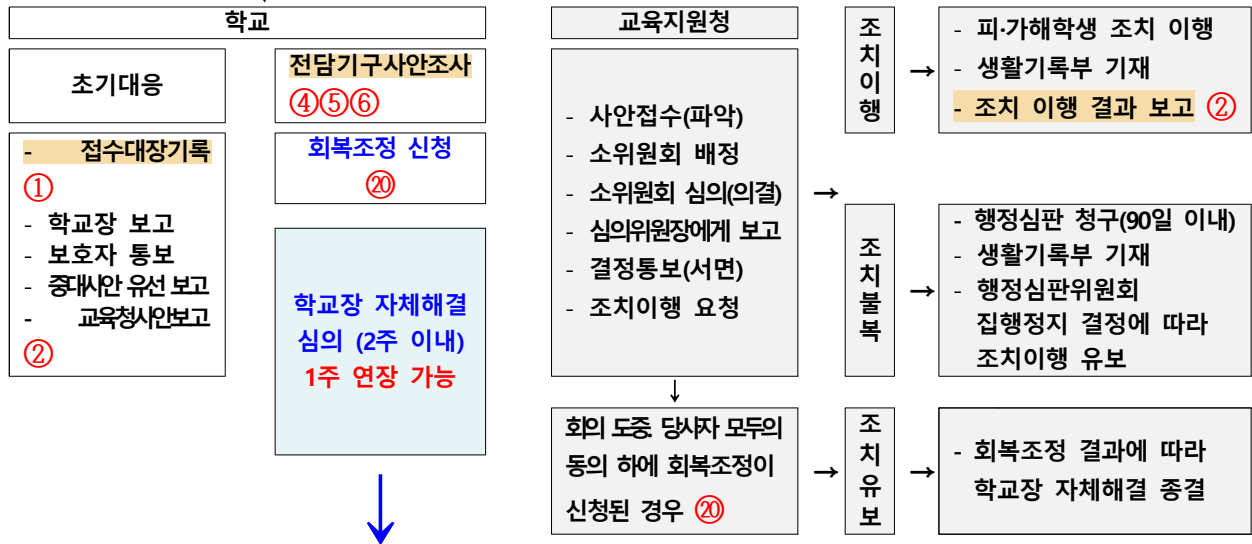 학교
초기대응
- 접수대장기록
①
- 학교장 보고
- 보호자 통보
- 중대사안 유선 보고
- 교육청사안보고
②
전담기구사안조사
④⑤⑥
회복조정 신청
⑳
학교장 자체해결
심의 (2주 이내)
1주 연장 가능
↓
교육지원청
- 사안접수(파악)
- 소위원회 배정
- 소위원회 심의(의결)
- 심의위원장에게 보고
- 결정통보(서면)
- 조치이행 요청
↓
회의 도중. 당사자 모두의
동의 하에 회복조정이
신청된 경우 ⑳
→
조
치
이
행
→
- 피·가해학생 조치 이행
- 생활기록부 기재
- 조치 이행 결과 보고 ②
→
조
치
불
복
→
- 행정심판 청구(90일 이내)
- 생활기록부 기재
- 행정심판위원회
집행정지 결정에 따라
조치이행 유보
조
치
유
보
→
- 회복조정 결과에 따라
학교장 자체해결 종결